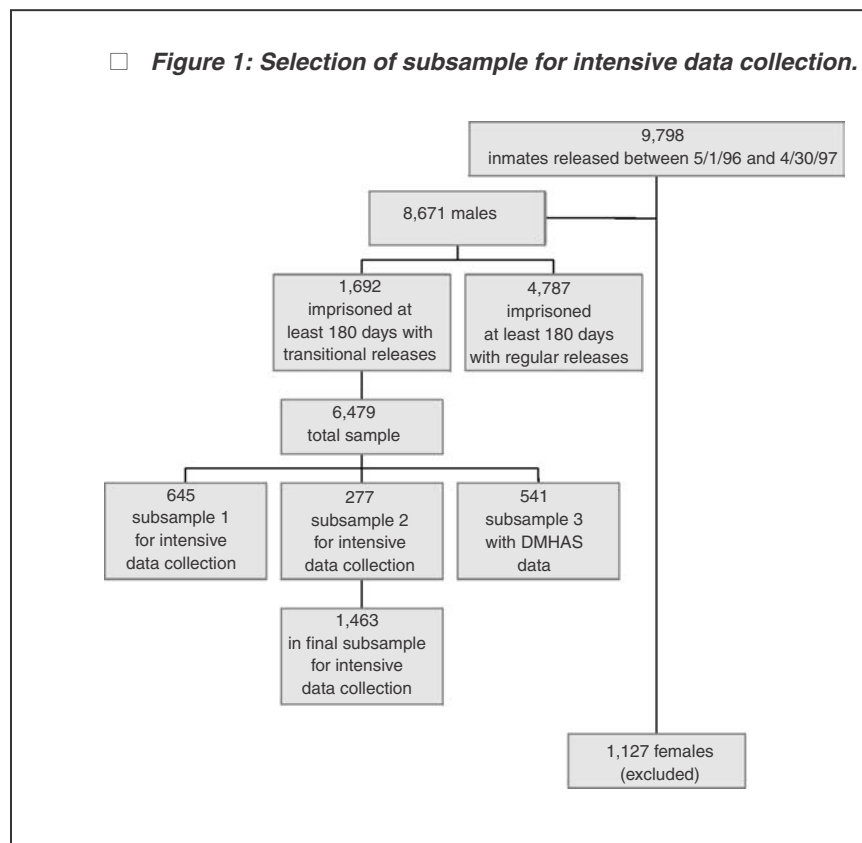 □ Figure 1: Selection of subsample for intensive data collection.
9,798
inmates released between 5/1/96 and 4/30/97
8,671 males
1,692
imprisoned at
least 180 days with
transitional releases
4,787
imprisoned
at least 180 days
with regular releases
6,479
total sample
645
subsample 1
for intensive
data collection
277
subsample 2
for intensive
data collection
541
subsample 3
with DMHAS
data
1,463
in final subsample
for intensive
data collection
1,127 females
(excluded)